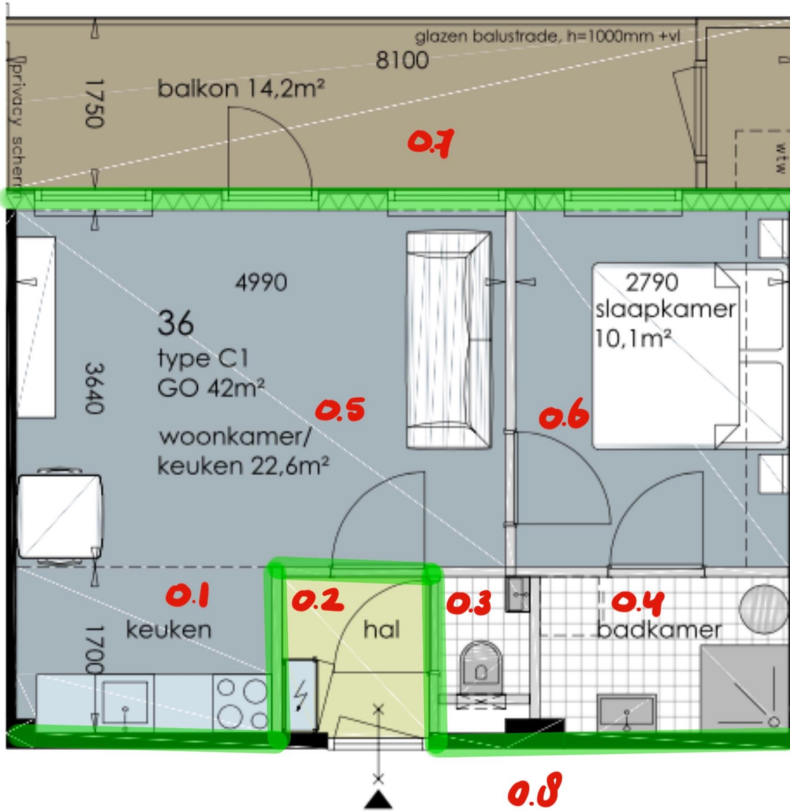 glazen balustrade, h=1000mm +vl
8100
privacy scherm
1750
balkon 14,2m²
0.7
wtw
4990
2790
slaapkamer
10,1m²
36
type C1
GO 42m²
3640
0.5
0.6
woonkamer/
keuken 22,6m²
0.1
0.2
0.3
0.4
keuken
hal
badkamer
1700
0.8